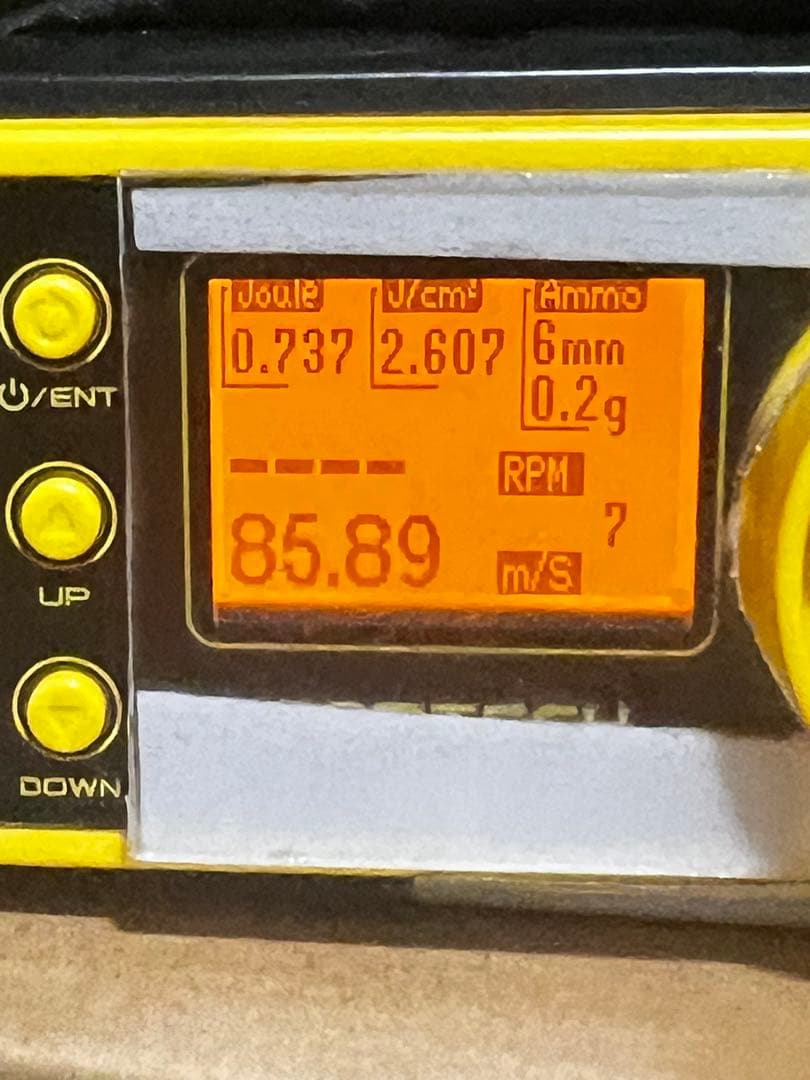 Joule J/cm² Ammo
0.737 2.607 6mm
0.2g
/ENT
---- RPM
7
85.89 m/S
UP
DOWN